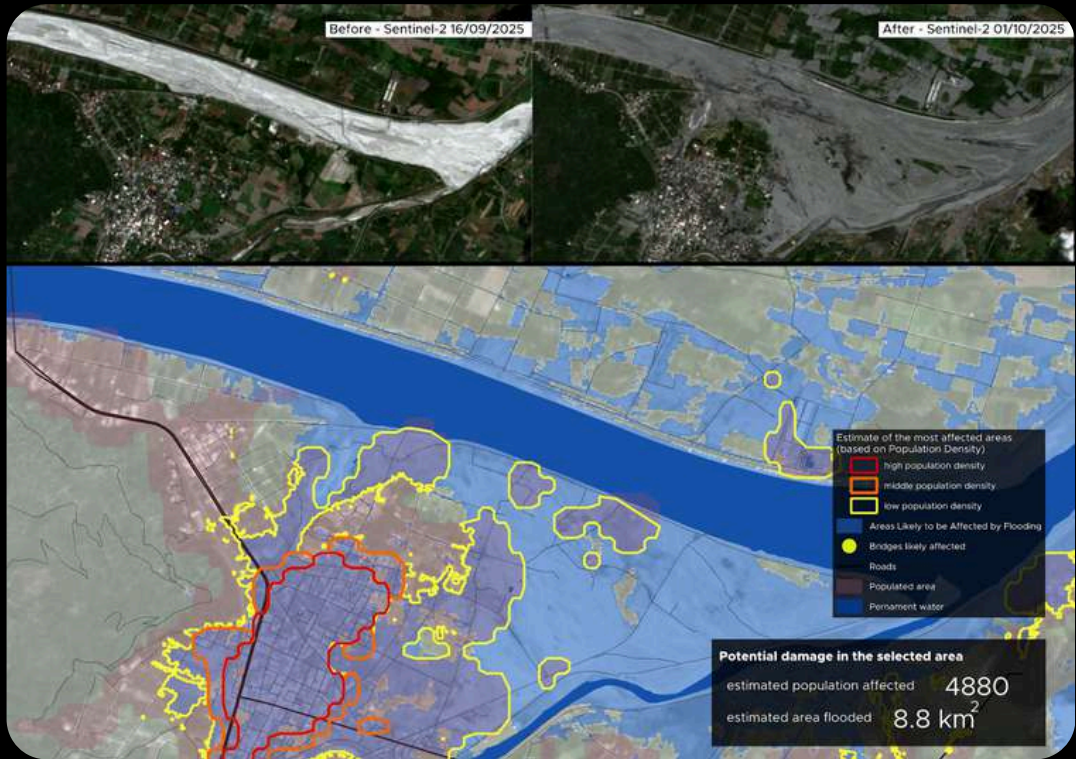 Before - Sentinel-2 16/09/2025
After - Sentinel-2 01/10/2025
Estimate of the most affected areas
(based on Population Density)
high population density
middle population density
low population density
Areas Likely to be Affected by Flooding
Bridges likely affected
Roads
Populated area
Pernament water
Potential damage in the selected area
estimated population affected 4880
estimated area flooded 8.8 km²